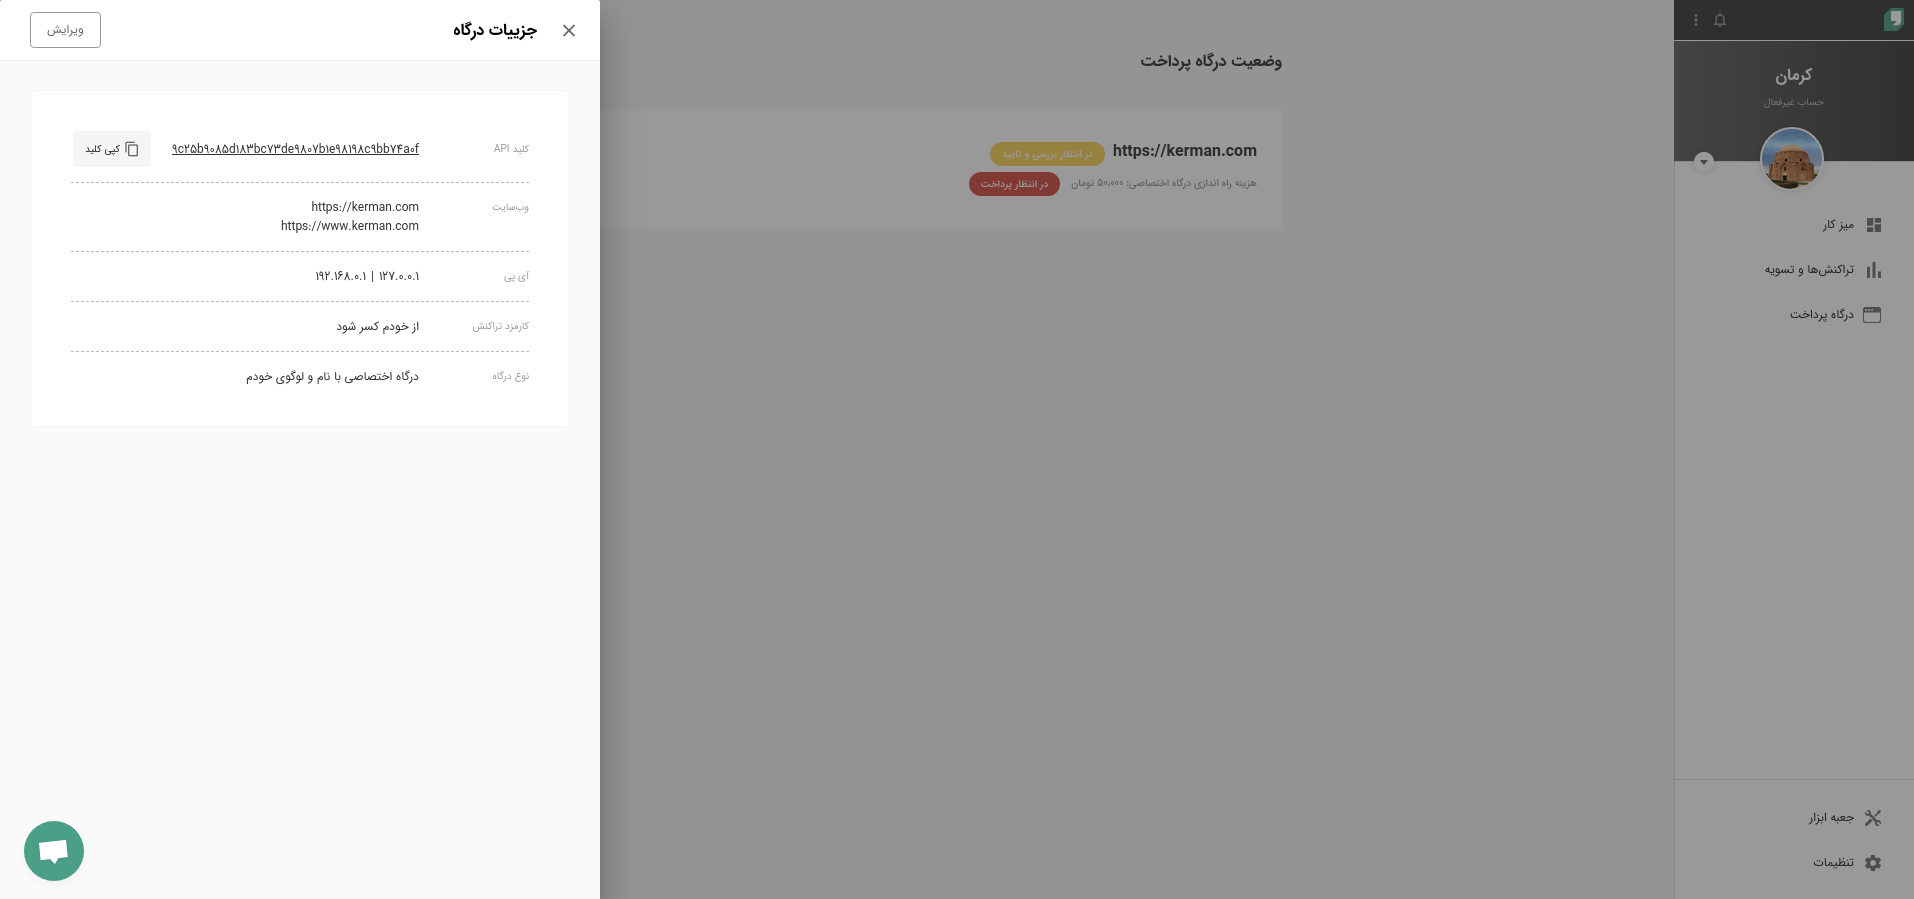 جزییات درگاه
ویرایش
کلید API
9c۲۵b۹۰۸۵d۱۸۳bc۷۳de۹۸۰۷b۱e۹۸۱۹۸c۹bb۷۴a۰f
کپی کلید
وب‌سایت
https://kerman.com
https://www.kerman.com
آی پی
۱۲۷.۰.۰.۱ | ۱۹۲.۱۶۸.۰.۱
کارمزد تراکنش
از خودم کسر شود
نوع درگاه
درگاه اختصاصی با نام و لوگوی خودم
وضعیت درگاه پرداخت
https://kerman.com
در انتظار بررسی و تایید
هزینه راه اندازی درگاه اختصاصی: ۵۰,۰۰۰ تومان
در انتظار پرداخت
کرمان
حساب غیرفعال
میز کار
تراکنش‌ها و تسویه
درگاه پرداخت
جعبه ابزار
تنظیمات